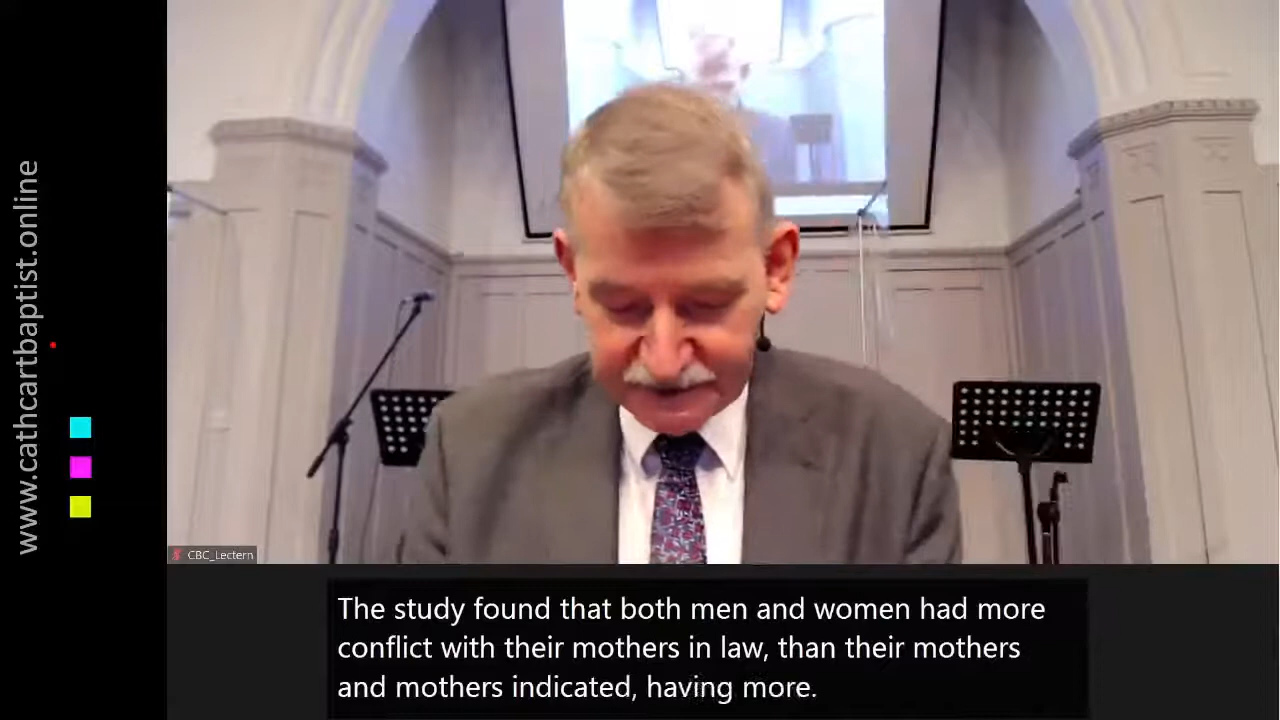 www.cathcartbaptist.online
CBC_Lectern
The study found that both men and women had more
conflict with their mothers in law, than their mothers
and mothers indicated, having more.